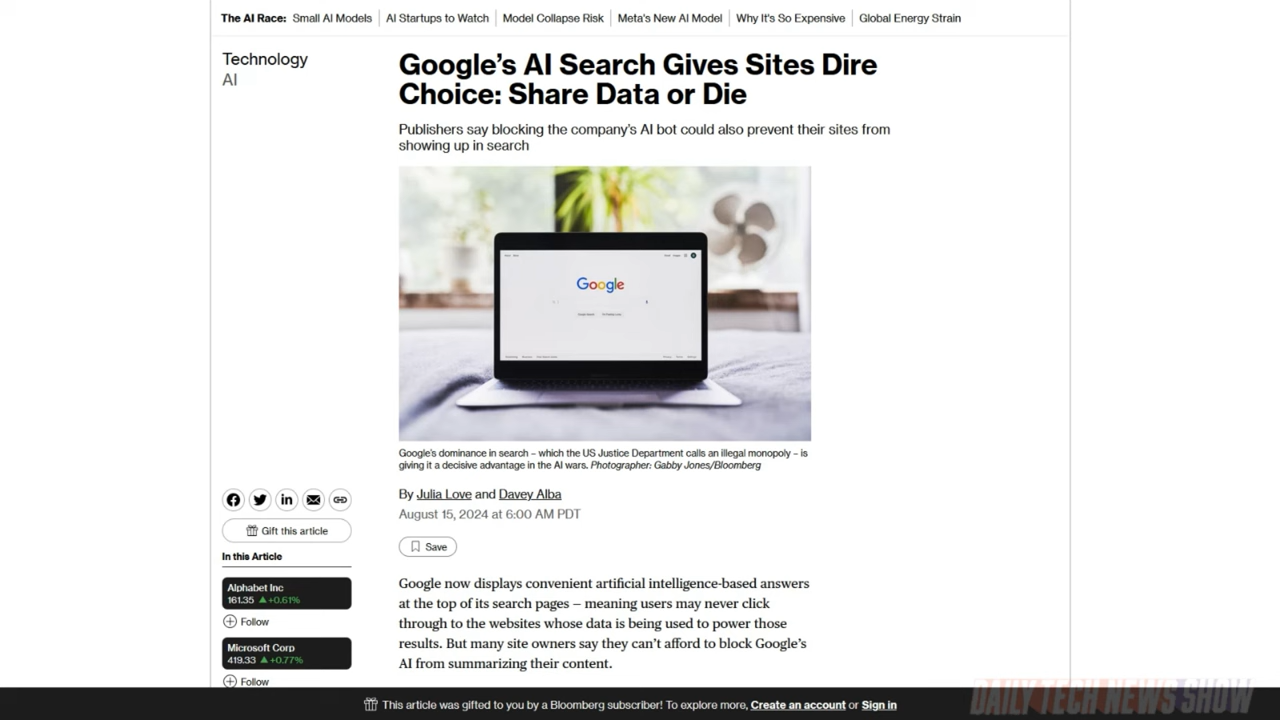 The AI Race: Small AI Models AI Startups to Watch Model Collapse Risk Meta's New AI Model Why It's So Expensive Global Energy Strain
Technology
AI
Google’s AI Search Gives Sites Dire
Choice: Share Data or Die
Publishers say blocking the company’s AI bot could also prevent their sites from
showing up in search
Google
Google’s dominance in search – which the US Justice Department calls an illegal monopoly – is
giving it a decisive advantage in the AI wars. Photographer: Gabby Jones/Bloomberg
By Julia Love and Davey Alba
August 15, 2024 at 6:00 AM PDT
Save
Gift this article
In this Article
Alphabet Inc
161.35 ▲+0.61%
Follow
Microsoft Corp
419.33 ▲+0.77%
Follow
Google now displays convenient artificial intelligence-based answers
at the top of its search pages – meaning users may never click
through to the websites whose data is being used to power those
results. But many site owners say they can’t afford to block Google’s
AI from summarizing their content.
This article was gifted to you by a Bloomberg subscriber! To explore more, Create an account or Sign in
DAILY TECH NEWS SHOW